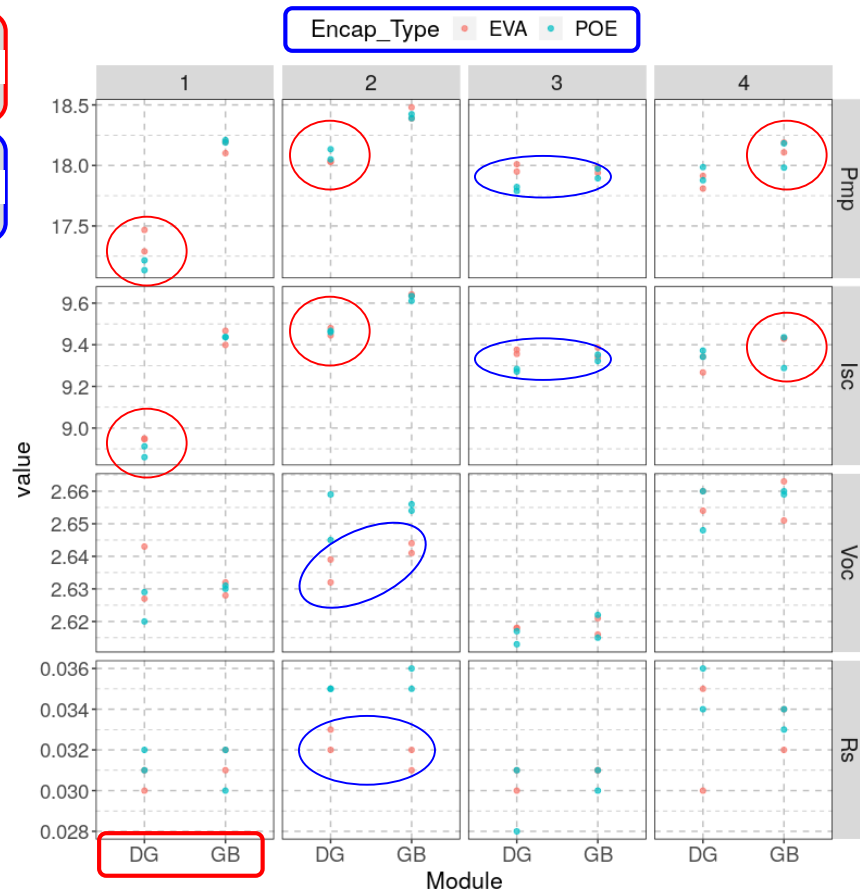 Encap_Type EVA POE
1 2 3 4
18.5
18.0
17.5
Pmp
9.6
9.4
9.2
9.0
Isc
value
2.66
2.65
2.64
2.63
2.62
Voc
0.036
0.034
0.032
0.030
0.028
Rs
DG GB DG GB DG GB DG GB
Module